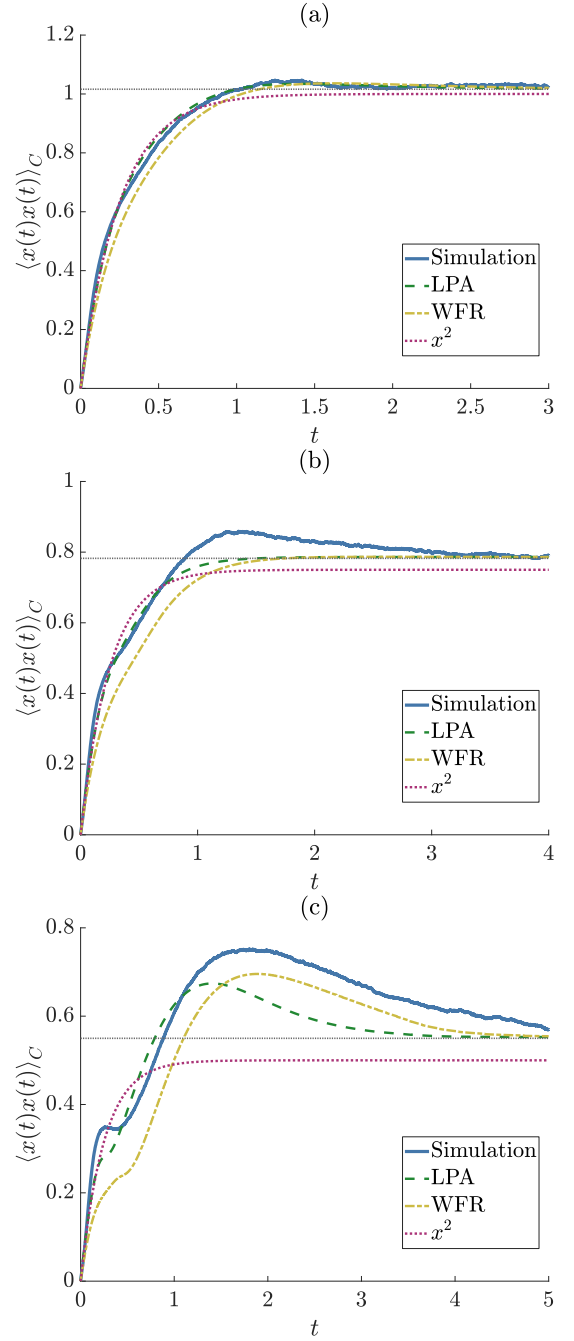 (a)
1.2
1
0.8
0.6
0.4
0.2
0
⟨x(t)x(t)⟩_C
Simulation
LPA
WFR
x²
0 0.5 1 1.5 2 2.5 3
t
(b)
1
0.8
0.6
0.4
0.2
0
⟨x(t)x(t)⟩_C
Simulation
LPA
WFR
x²
0 1 2 3 4
t
(c)
0.8
0.6
0.4
0.2
0
⟨x(t)x(t)⟩_C
Simulation
LPA
WFR
x²
0 1 2 3 4 5
t